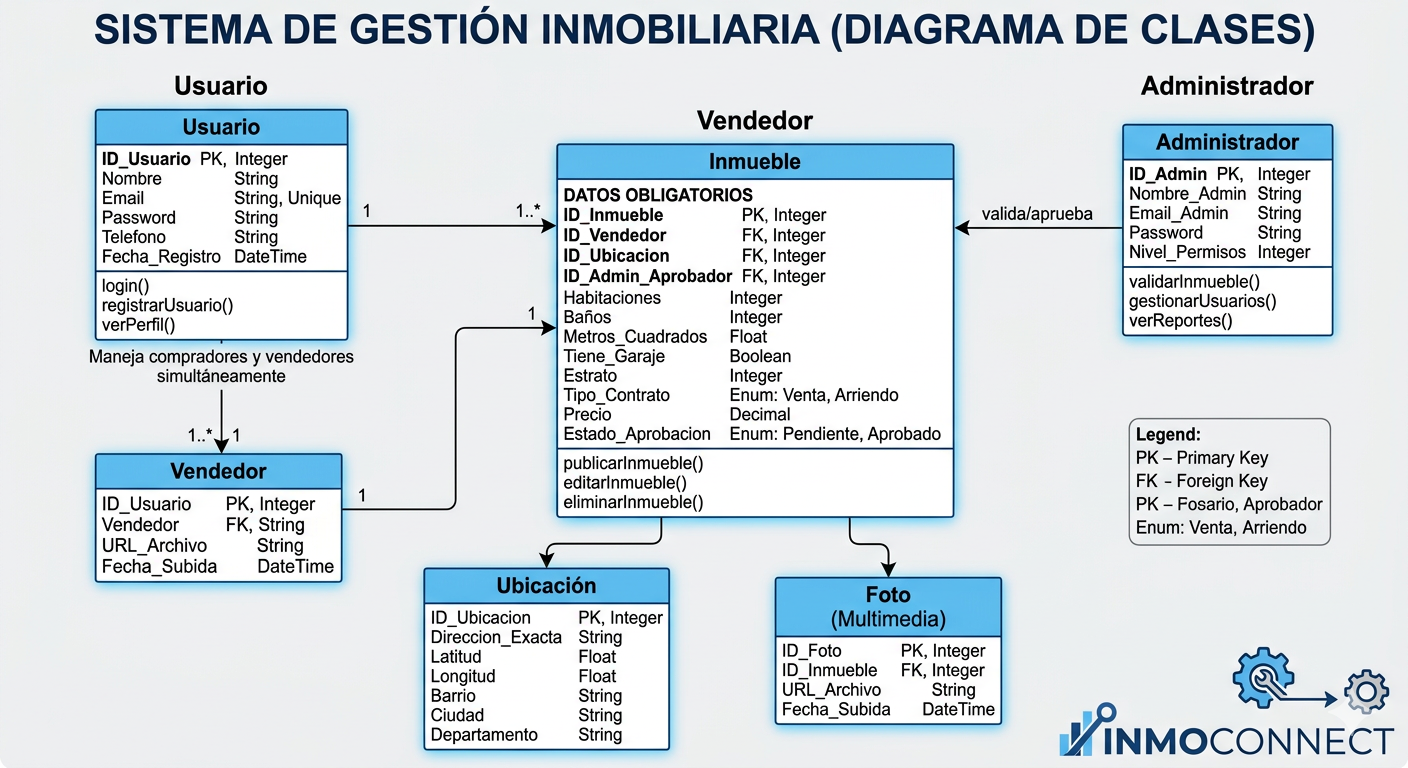 SISTEMA DE GESTIÓN INMOBILIARIA (DIAGRAMA DE CLASES)
Usuario
Usuario
ID_Usuario PK, Integer
Nombre String
Email String, Unique
Password String
Telefono String
Fecha_Registro DateTime
login()
registrarUsuario()
verPerfil()
Maneja compradores y vendedores
simultáneamente
1..* 1
Vendedor
ID_Usuario PK, Integer
Vendedor FK, String
URL_Archivo String
Fecha_Subida DateTime
1 1..*
1
1
Vendedor
Inmueble
DATOS OBLIGATORIOS
ID_Inmueble PK, Integer
ID_Vendedor FK, Integer
ID_Ubicacion FK, Integer
ID_Admin_Aprobador FK, Integer
Habitaciones Integer
Baños Integer
Metros_Cuadrados Float
Tiene_Garaje Boolean
Estrato Integer
Tipo_Contrato Enum: Venta, Arriendo
Precio Decimal
Estado_Aprobacion Enum: Pendiente, Aprobado
publicarInmueble()
editarInmueble()
eliminarInmueble()
valida/aprueba
Administrador
Administrador
ID_Admin PK, Integer
Nombre_Admin String
Email_Admin String
Password String
Nivel_Permisos Integer
validarInmueble()
gestionarUsuarios()
verReportes()
Legend:
PK – Primary Key
FK - Foreign Key
PK – Fosario, Aprobador
Enum: Venta, Arriendo
Ubicación
ID_Ubicacion PK, Integer
Direccion_Exacta String
Latitud Float
Longitud Float
Barrio String
Ciudad String
Departamento String
Foto
(Multimedia)
ID_Foto PK, Integer
ID_Inmueble FK, Integer
URL_Archivo String
Fecha_Subida DateTime
INMOCONNECT